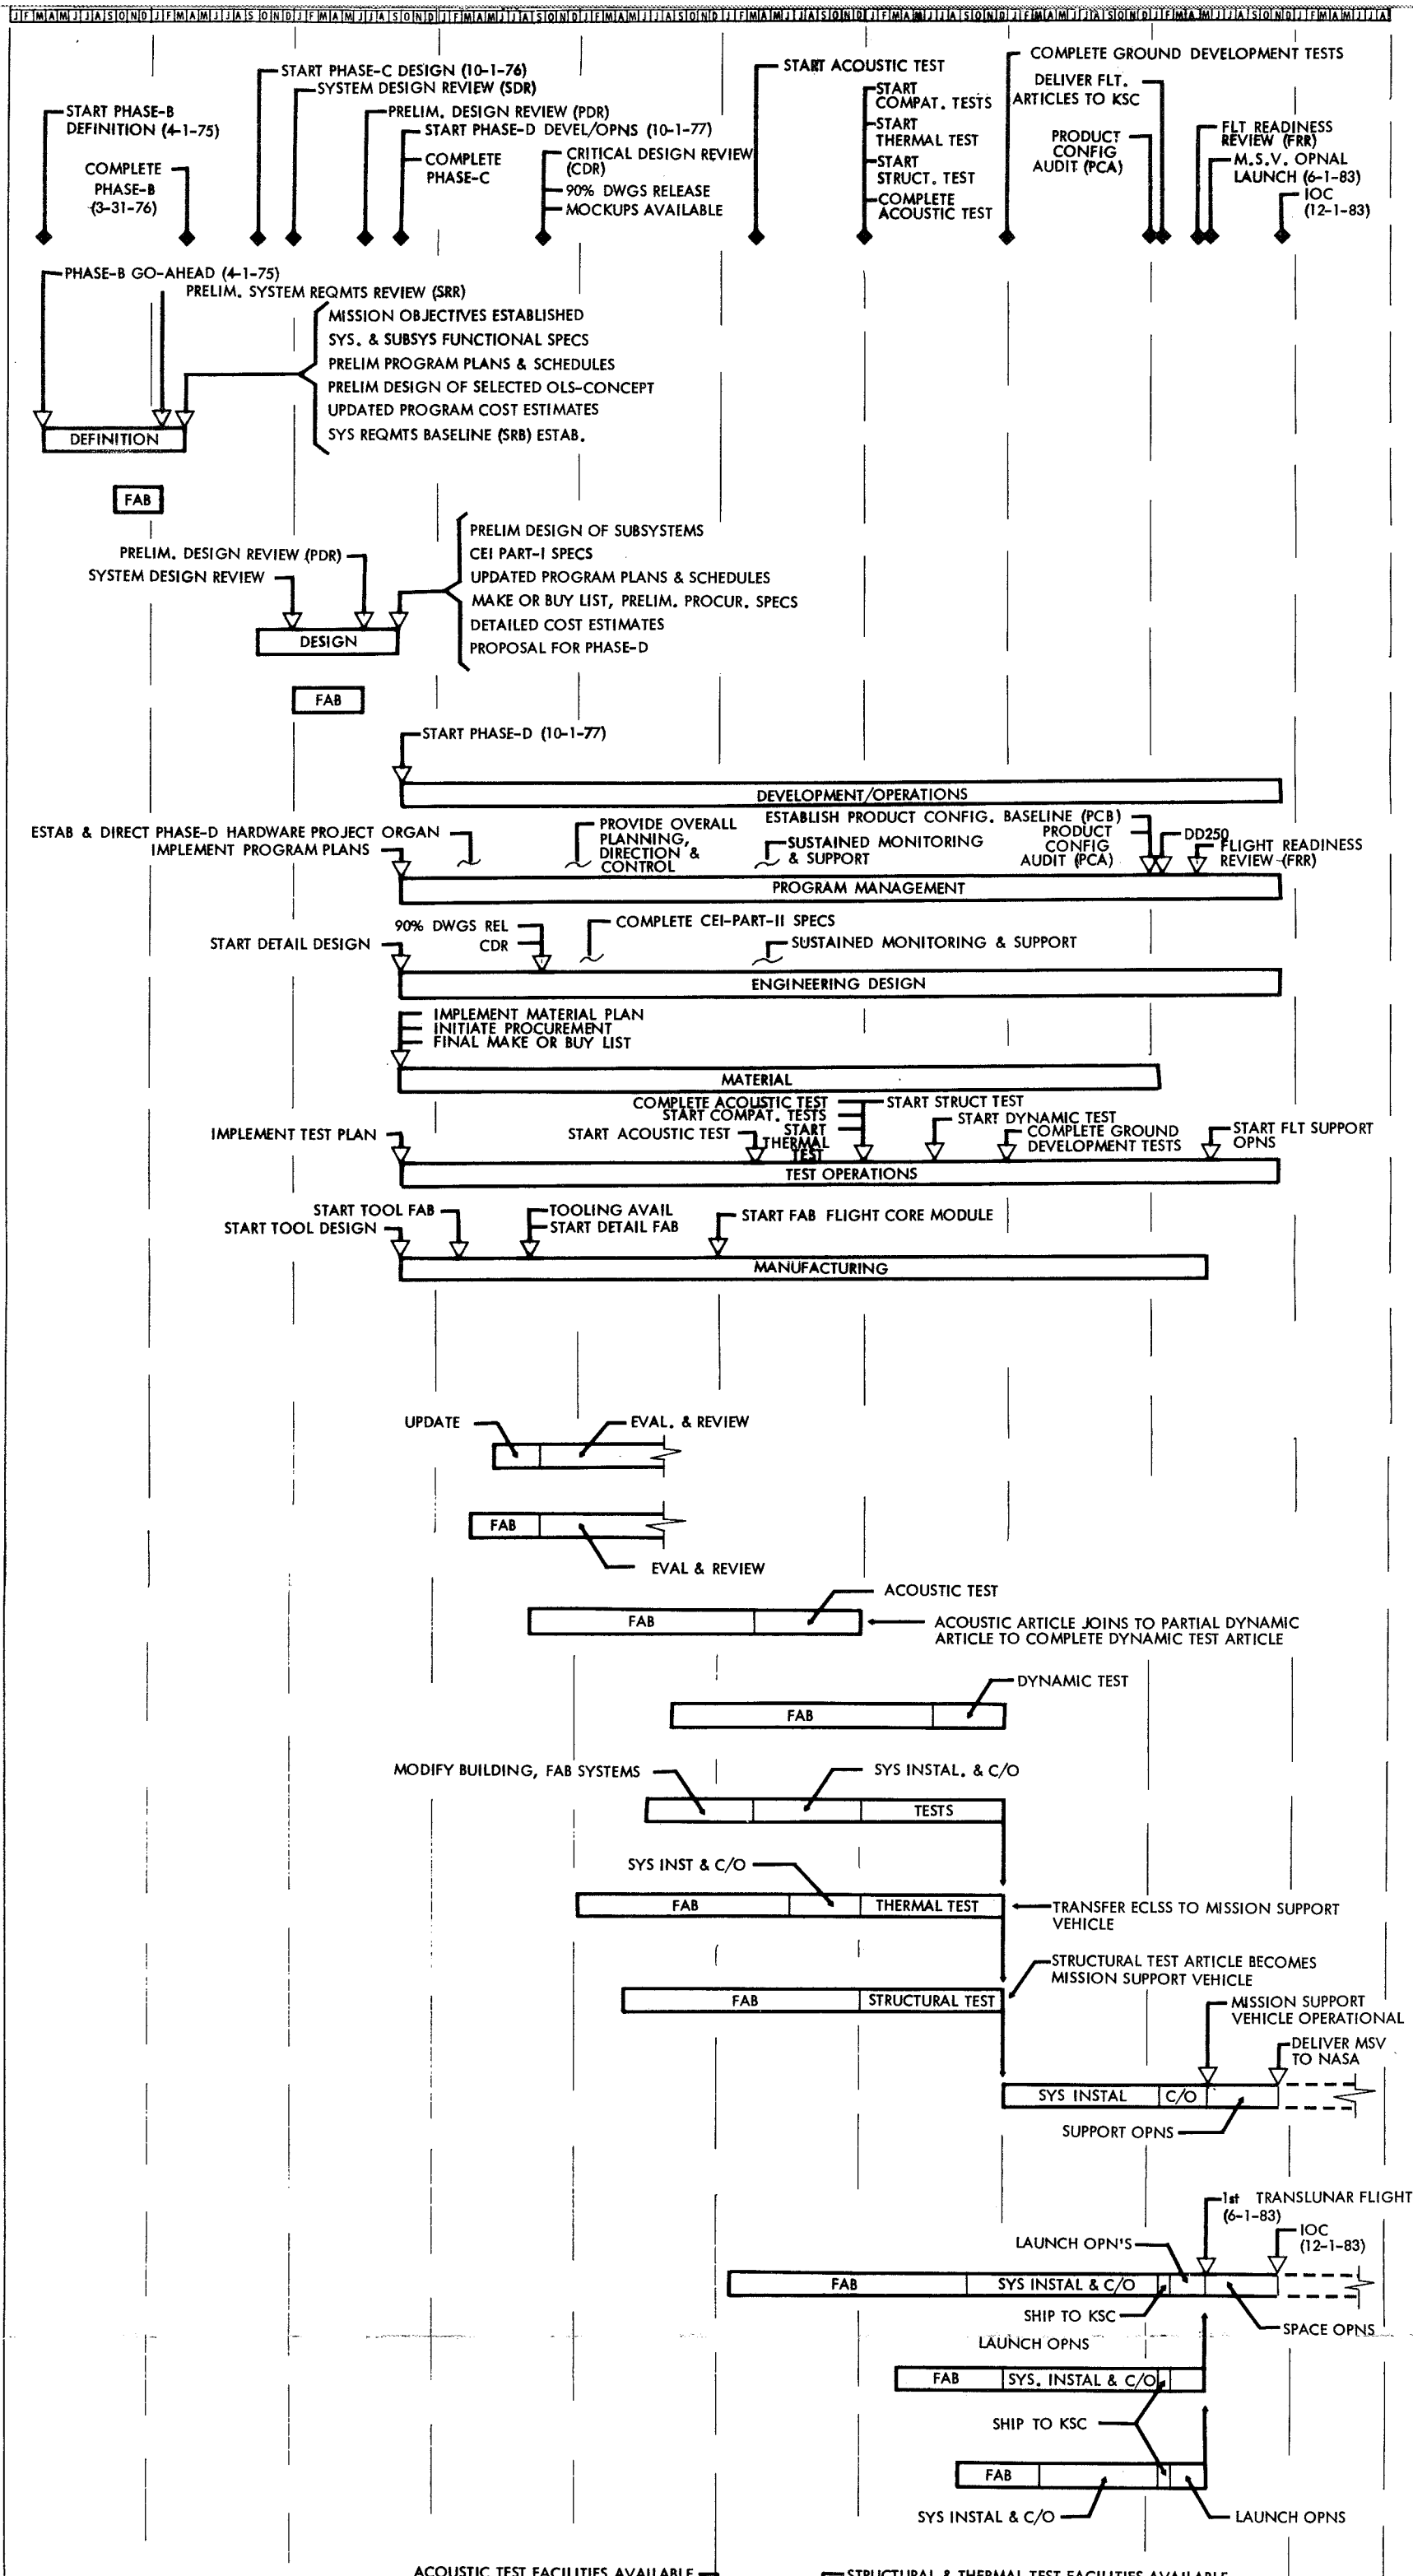 J F M A M J J A S O N D J F M A M J J A S O N D J F M A M J J A S O N D J F M A M J J A S O N D J F M A M J J A S O N D J F M A M J J A S O N D J F M A M J J A S O N D J F M A M J J A S O N D J F M A M J J A S O N D J F M A M J J A
START PHASE-C DESIGN (10-1-76)
SYSTEM DESIGN REVIEW (SDR)
START PHASE-B
DEFINITION (4-1-75)
PRELIM. DESIGN REVIEW (PDR)
START PHASE-D DEVEL/OPNS (10-1-77)
COMPLETE
PHASE-B
(3-31-76)
COMPLETE
PHASE-C
CRITICAL DESIGN REVIEW
(CDR)
90% DWGS RELEASE
MOCKUPS AVAILABLE
START ACOUSTIC TEST
START
COMPAT. TESTS
START
THERMAL TEST
START
STRUCT. TEST
COMPLETE
ACOUSTIC TEST
COMPLETE GROUND DEVELOPMENT TESTS
DELIVER FLT.
ARTICLES TO KSC
PRODUCT
CONFIG
AUDIT (PCA)
FLT READINESS
REVIEW (FRR)
M.S.V. OPNAL
LAUNCH (6-1-83)
IOC
(12-1-83)
PHASE-B GO-AHEAD (4-1-75)
PRELIM. SYSTEM REQMTS REVIEW (SRR)
MISSION OBJECTIVES ESTABLISHED
SYS. & SUBSYS FUNCTIONAL SPECS
PRELIM PROGRAM PLANS & SCHEDULES
PRELIM DESIGN OF SELECTED OLS-CONCEPT
UPDATED PROGRAM COST ESTIMATES
SYS REQMTS BASELINE (SRB) ESTAB.
DEFINITION
FAB
PRELIM. DESIGN REVIEW (PDR)
SYSTEM DESIGN REVIEW
PRELIM DESIGN OF SUBSYSTEMS
CEI PART-I SPECS
UPDATED PROGRAM PLANS & SCHEDULES
MAKE OR BUY LIST, PRELIM. PROCUR. SPECS
DETAILED COST ESTIMATES
PROPOSAL FOR PHASE-D
DESIGN
FAB
START PHASE-D (10-1-77)
DEVELOPMENT/OPERATIONS
ESTAB & DIRECT PHASE-D HARDWARE PROJECT ORGAN
IMPLEMENT PROGRAM PLANS
PROVIDE OVERALL
PLANNING,
DIRECTION &
CONTROL
SUSTAINED MONITORING
& SUPPORT
ESTABLISH PRODUCT CONFIG. BASELINE (PCB)
PRODUCT
CONFIG
AUDIT (PCA)
DD250
FLIGHT READINESS
REVIEW (FRR)
PROGRAM MANAGEMENT
90% DWGS REL
CDR
START DETAIL DESIGN
COMPLETE CEI-PART-II SPECS
SUSTAINED MONITORING & SUPPORT
ENGINEERING DESIGN
IMPLEMENT MATERIAL PLAN
INITIATE PROCUREMENT
FINAL MAKE OR BUY LIST
MATERIAL
COMPLETE ACOUSTIC TEST
START COMPAT. TESTS
START
THERMAL
TEST
START STRUCT TEST
START DYNAMIC TEST
COMPLETE GROUND
DEVELOPMENT TESTS
START FLT SUPPORT
OPNS
IMPLEMENT TEST PLAN
START ACOUSTIC TEST
TEST OPERATIONS
START TOOL FAB
START TOOL DESIGN
TOOLING AVAIL
START DETAIL FAB
START FAB FLIGHT CORE MODULE
MANUFACTURING
UPDATE
EVAL. & REVIEW
FAB
EVAL & REVIEW
ACOUSTIC TEST
FAB
ACOUSTIC ARTICLE JOINS TO PARTIAL DYNAMIC
ARTICLE TO COMPLETE DYNAMIC TEST ARTICLE
DYNAMIC TEST
FAB
MODIFY BUILDING, FAB SYSTEMS
SYS INSTAL. & C/O
TESTS
SYS INST & C/O
FAB
THERMAL TEST
TRANSFER ECLSS TO MISSION SUPPORT
VEHICLE
STRUCTURAL TEST ARTICLE BECOMES
MISSION SUPPORT VEHICLE
FAB
STRUCTURAL TEST
MISSION SUPPORT
VEHICLE OPERATIONAL
DELIVER MSV
TO NASA
SYS INSTAL
C/O
SUPPORT OPNS
1st TRANSLUNAR FLIGHT
(6-1-83)
IOC
(12-1-83)
LAUNCH OPN'S
FAB
SYS INSTAL & C/O
SHIP TO KSC
SPACE OPNS
LAUNCH OPNS
FAB
SYS. INSTAL & C/O
SHIP TO KSC
FAB
SYS INSTAL & C/O
LAUNCH OPNS
ACOUSTIC TEST FACILITIES AVAILABLE
STRUCTURAL & THERMAL TEST FACILITIES AVAILABLE